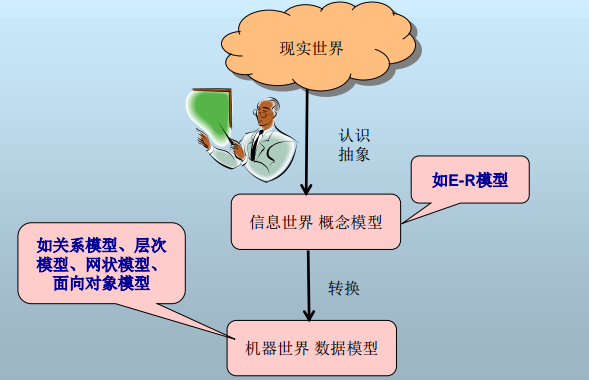 现实世界
认识
抽象
如E-R模型
信息世界 概念模型
如关系模型、层次
模型、网状模型、
面向对象模型
转换
机器世界 数据模型